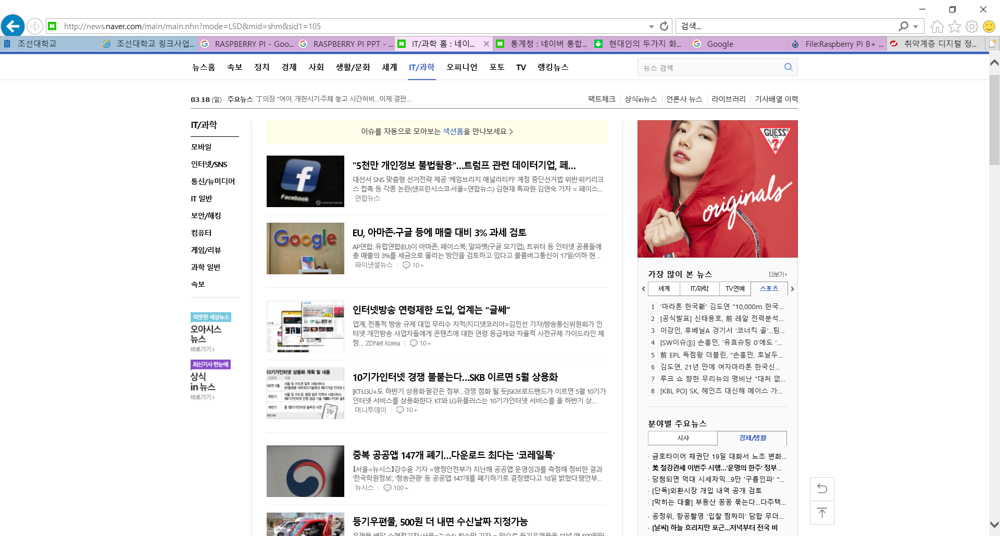 http://news.naver.com/main/main.nhn?mode=LSD&mid=shm&sid1=105
검색...
조선대학교
조선대학교 링크사업...
RASPBERRY PI - Goo...
RASPBERRY PI PPT - ...
IT/과학 홈 : 네이...
통계청 : 네이버 통합...
현대인의 두가지 화...
Google
File:Raspberry Pi B+ ...
취약계층 디지털 정...
뉴스홈 속보 정치 경제 사회 생활/문화 세계 IT/과학 오피니언 포토 TV 랭킹뉴스
뉴스 검색
03.18 (일) 주요뉴스 丁의장 "여야, 개헌시기·주체 놓고 시간허비…이제 결판…
팩트체크 상식in뉴스 언론사 뉴스 라이브러리 기사배열 이력
IT/과학
모바일
인터넷/SNS
통신/뉴미디어
IT 일반
보안/해킹
컴퓨터
게임/리뷰
과학 일반
속보
따뜻한 세상뉴스
오아시스
뉴스
바로가기 >
최신기사 한눈에
상식
in 뉴스
바로가기 >
이슈를 자동으로 모아보는 섹션홈을 만나보세요 >
Facebook
YONHAP NEWS
"5천만 개인정보 불법활용"…트럼프 관련 데이터기업, 페…
대선서 SNS 맞춤형 선거전략 제공 '케임브리지 애널리티카' 계정 중단선거법 위반·위키리크
스 접촉 등 각종 논란(샌프란시스코·서울=연합뉴스) 김현재 특파원 김연숙 기자 = 페이스…
연합뉴스
Google
EU, 아마존·구글 등에 매출 대비 3% 과세 검토
AP연합. 유럽연합(EU)이 아마존, 페이스북, 알파벳(구글 모기업), 트위터 등 인터넷 공룡들에
총 매출의 3%를 세금으로 물리는 방안을 검토하고 있다고 블룸버그통신이 17일(이하 현…
파이낸셜뉴스 10+
인터넷방송 연령제한 도입, 업계는 “글쎄”
업계, 전통적 방송 규제 대입 무리수 지적(지디넷코리아=김민선 기자)방송통신위원회가 인
터넷 개인방송 사업자들에게 콘텐츠에 대한 연령 등급제와 자율적 사전규제 가이드라인 제
정… ZDNet Korea 10+
10기가인터넷 상용화 계획 및 내용
10기가인터넷 경쟁 불붙는다…SKB 이르면 5월 상용화
[KT·LGU+도 하반기 상용화·팔걷은 정부…경쟁 점화 될 듯]SK브로드밴드가 이르면 5월 10기가
인터넷 서비스를 상용화한다. KT와 LG유플러스는 10기가인터넷 서비스를 올 하반기 상…
머니투데이 10+
중복 공공앱 147개 폐기…다운로드 최다는 '코레일톡'
【서울=뉴시스】강수윤 기자 =행정안전부가 지난해 공공앱 운영성과를 측정해 정비한 결과
'전국학원정보', '청송관광' 등 공공앱 147개를 폐기하기로 결정했다고 18일 밝혔다.행안부…
뉴시스 100+
등기우편물, 500원 더 내면 수신날짜 지정가능
GUESS
?
originals
가장 많이 본 뉴스 더보기
세계 IT/과학 TV연예 스포츠
1 '마라톤 한국新' 김도연 "10,000m 한국…
2 [공식발표] 신태용호, 前 레알 전력분석…
3 이강인, 후베닐A 경기서 ‘코너킥 골’…팀…
4 [SW이슈③] 손흥민, ‘유효슈팅 0’에도 ‘…
5 前 EPL 득점왕 더블린, “손흥민, 호날두…
6 김도연, 21년 만에 여자마라톤 한국신…
7 루크 쇼 향한 무리뉴의 맹비난 "대처 없…
8 [KBL PO] SK, 헤인즈 대신해 메이스 가…
분야별 주요뉴스
시사 경제/생활
금호타이어 채권단 19일 대화서 노조 변화…
美 철강관세 이번주 시행…'운명의 한주' 정부…
당첨되면 억대 시세차익…9만 '구름인파' "…
[단독]외환시장 개입 내역 공개 검토
[막히는 대출] 부동산 꽁꽁 묶는다…다주택…
공정위, 항공촬영 '입찰 짬짜미' 담합 무더…
[날씨] 하늘 흐리지만 포근…저녁부터 전국 비